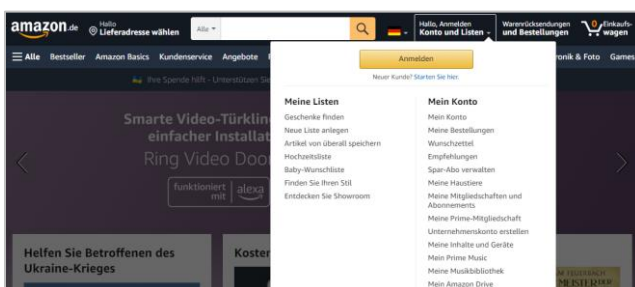 amazon.de
Hallo
Lieferadresse wählen
Alle
Hallo, Anmelden
Konto und Listen
Warenrücksendungen
und Bestellungen
0
Einkaufs-
wagen
Alle
Bestseller
Amazon Basics
Kundenservice
Angebote
ronik & Foto
Games
Anmelden
Neuer Kunde? Starten Sie hier.
Ihre Spende hilft - Unterstützen Sie
Smarte Video-Türklin
einfacher Installat
Ring Video Doo
funktioniert
mit
alexa
Helfen Sie Betroffenen des
Ukraine-Krieges
Koster
Meine Listen
Geschenke finden
Neue Liste anlegen
Artikel von überall speichern
Hochzeitsliste
Baby-Wunschliste
Finden Sie Ihren Stil
Entdecken Sie Showroom
Mein Konto
Mein Konto
Meine Bestellungen
Wunschzettel
Empfehlungen
Spar-Abo verwalten
Meine Haustiere
Meine Mitgliedschaften und
Abonnements
Meine Prime-Mitgliedschaft
Unternehmenskonto erstellen
Meine Inhalte und Geräte
Mein Prime Music
Meine Musikbibliothek
Mein Amazon Drive